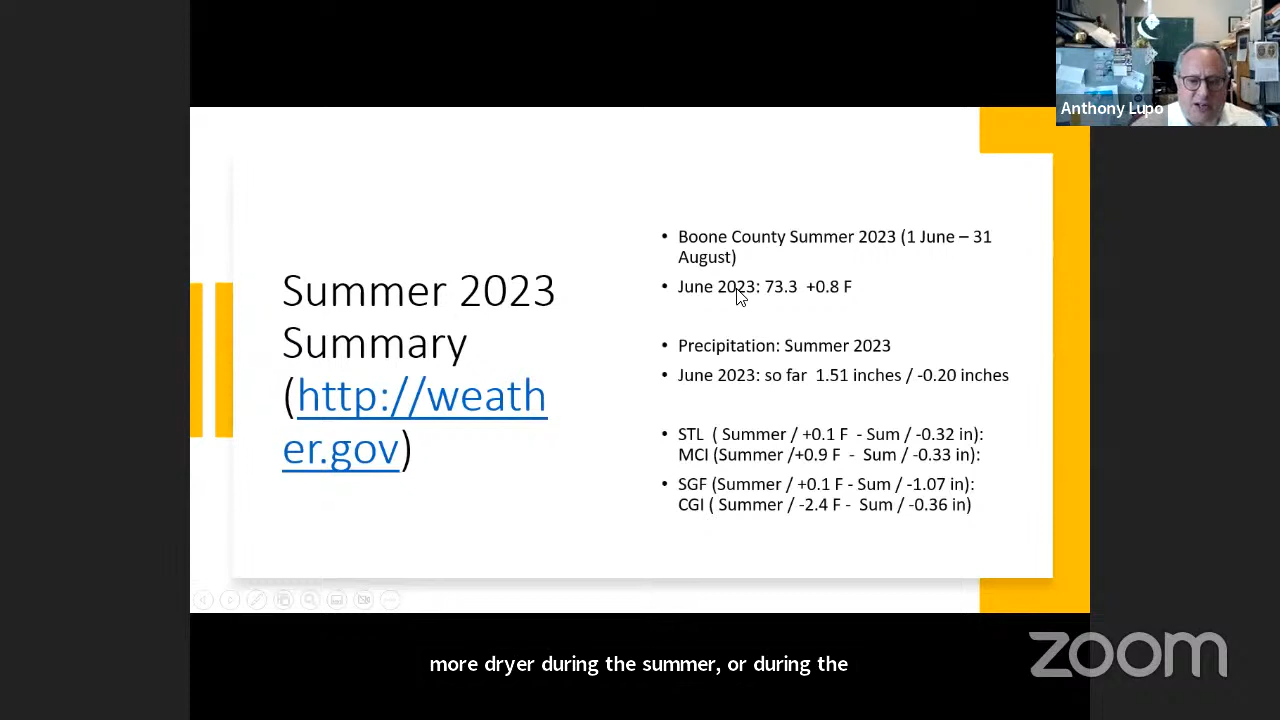 Anthony Lupo
Summer 2023
Summary
(http://weath
er.gov)
• Boone County Summer 2023 (1 June – 31
August)
• June 2023: 73.3 +0.8 F
• Precipitation: Summer 2023
• June 2023: so far 1.51 inches / -0.20 inches
• STL ( Summer / +0.1 F - Sum / -0.32 in):
MCI (Summer /+0.9 F - Sum / -0.33 in):
• SGF (Summer / +0.1 F - Sum / -1.07 in):
CGI ( Summer / -2.4 F - Sum / -0.36 in)
more dryer during the summer, or during the
zoom